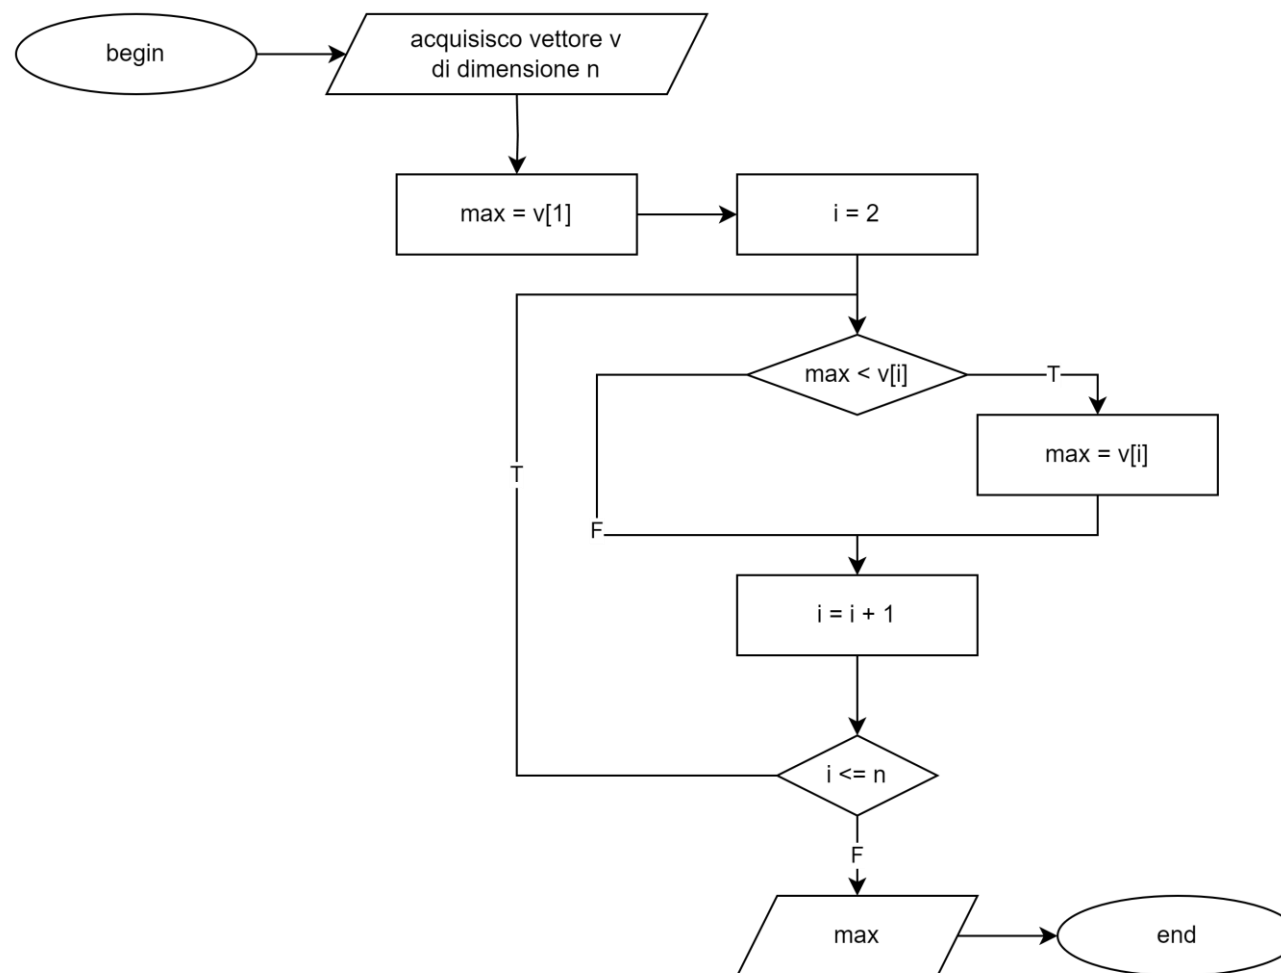 begin
acquisisco vettore v
di dimensione n
max = v[1]
i = 2
max < v[i]
T
max = v[i]
T
F
i = i + 1
i <= n
F
max
end